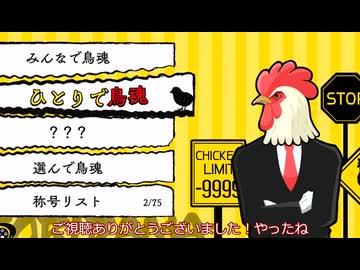 みんなで鳥魂
ひとりで鳥魂
？？？
選んで鳥魂
称号リスト 2/75
CHICKEN
LIMIT
-9999
STOP
ご視聴ありがとうございました！やったね